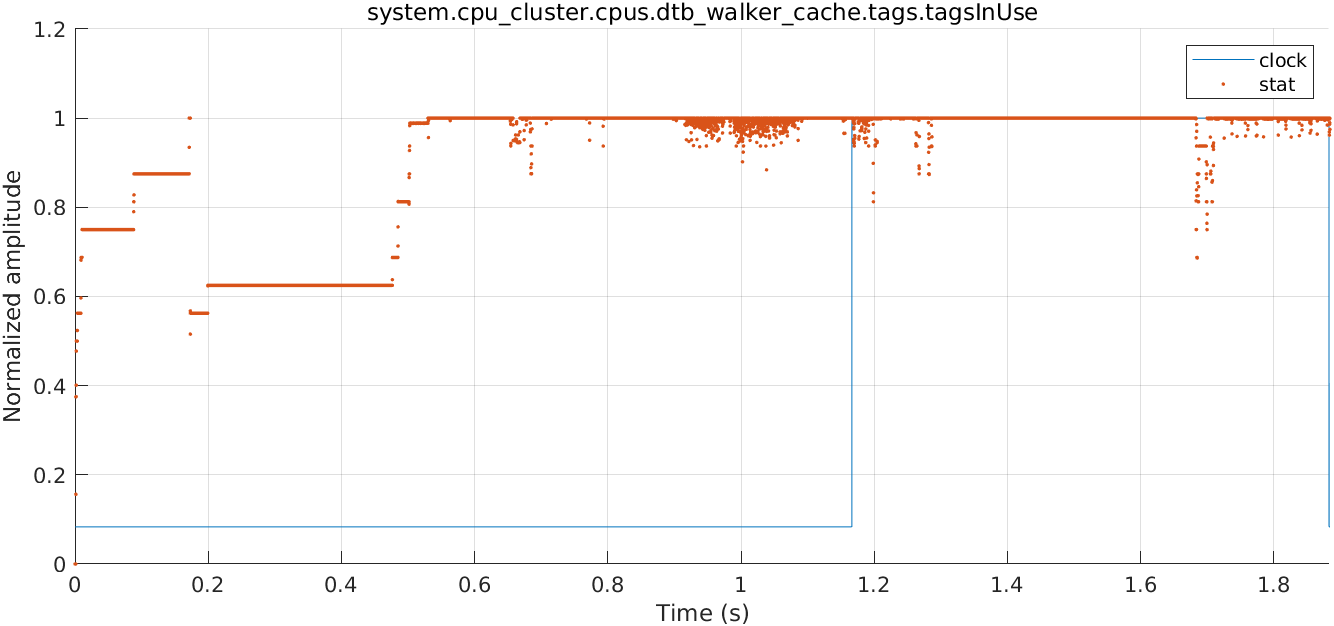 system.cpu_cluster.cpus.dtb_walker_cache.tags.tagsInUse
clock
stat
Normalized amplitude
1.2
1
0.8
0.6
0.4
0.2
0
0 0.2 0.4 0.6 0.8 1 1.2 1.4 1.6 1.8
Time (s)